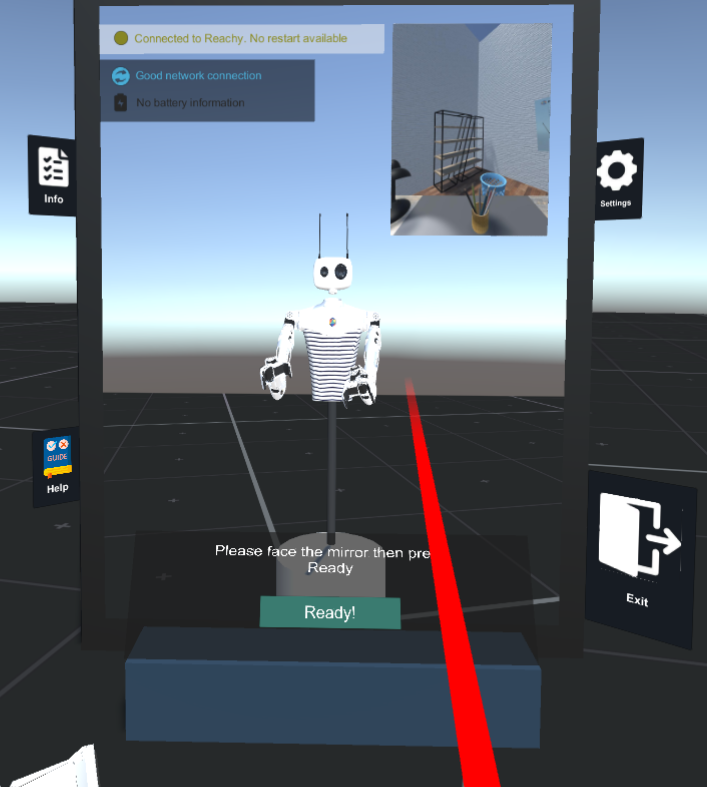 Connected to Reachy. No restart available
Good network connection
No battery information
Info
Settings
GUIDE
Help
Please face the mirror then pre
Ready
Ready!
Exit